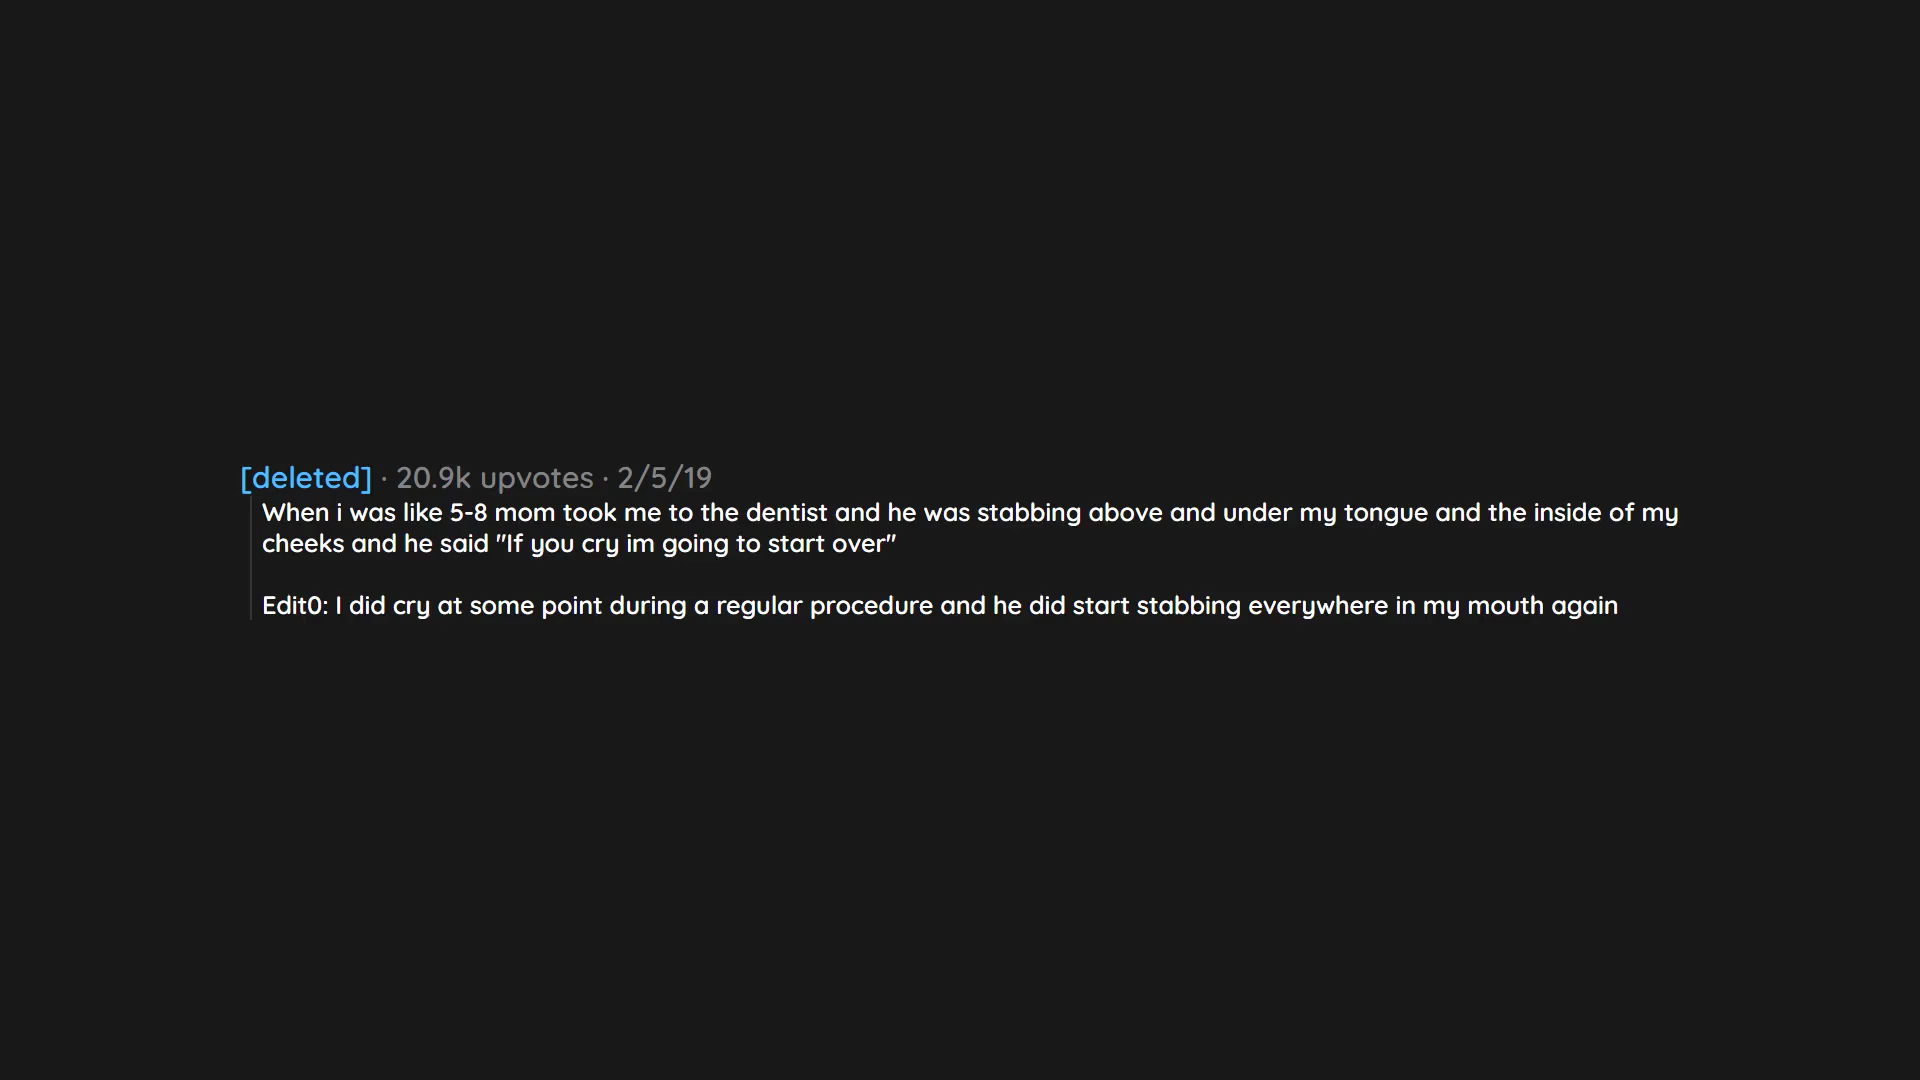 [deleted] · 20.9k upvotes · 2/5/19
When i was like 5-8 mom took me to the dentist and he was stabbing above and under my tongue and the inside of my
cheeks and he said "If you cry im going to start over"
Edit0: I did cry at some point during a regular procedure and he did start stabbing everywhere in my mouth again